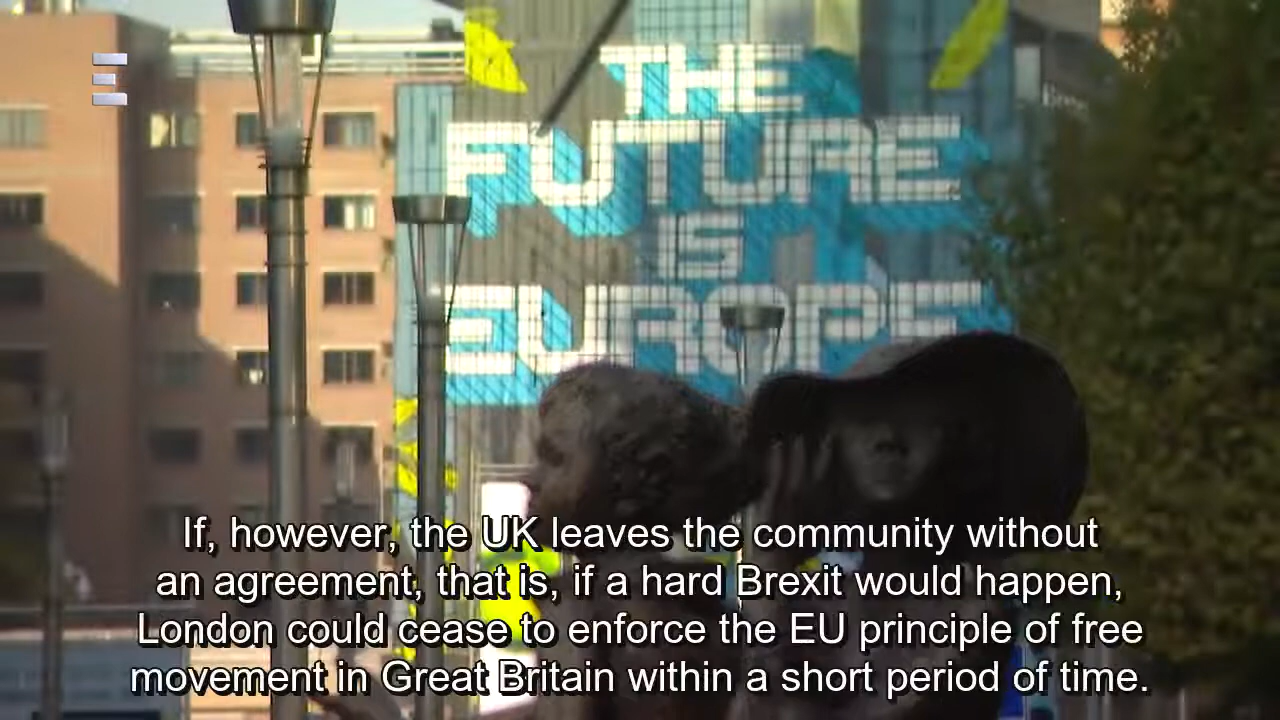 THE
FUTURE
IS
EUROPE
If, however, the UK leaves the community without
an agreement, that is, if a hard Brexit would happen,
London could cease to enforce the EU principle of free
movement in Great Britain within a short period of time.